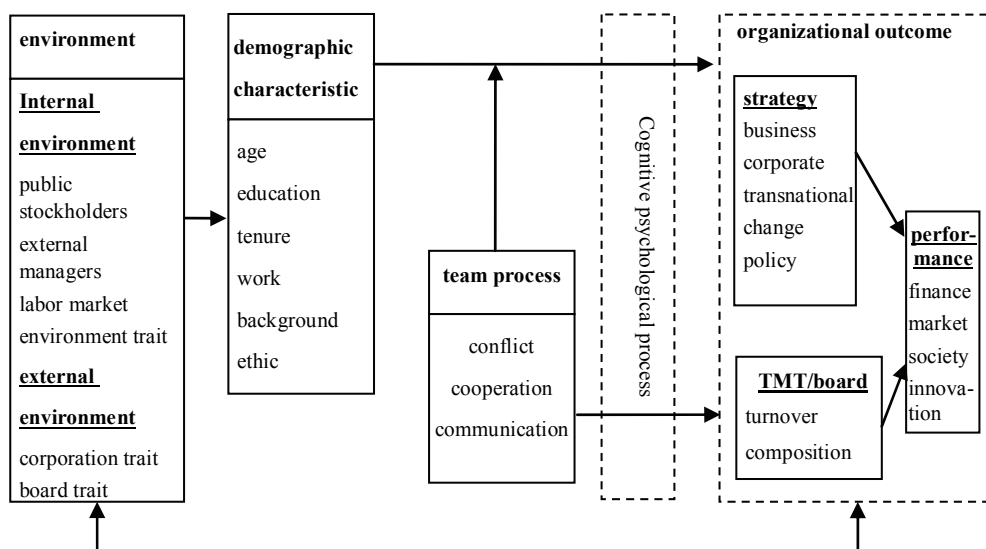 environment
Internal
environment
public
stockholders
external
managers
labor market
environment trait
external
environment
corporation trait
board trait
demographic
characteristic
age
education
tenure
work
background
ethic
team process
conflict
cooperation
communication
Cognitive psychological process
organizational outcome
strategy
business
corporate
transnational
change
policy
TMT/board
turnover
composition
perfor-
mance
finance
market
society
innova-
tion